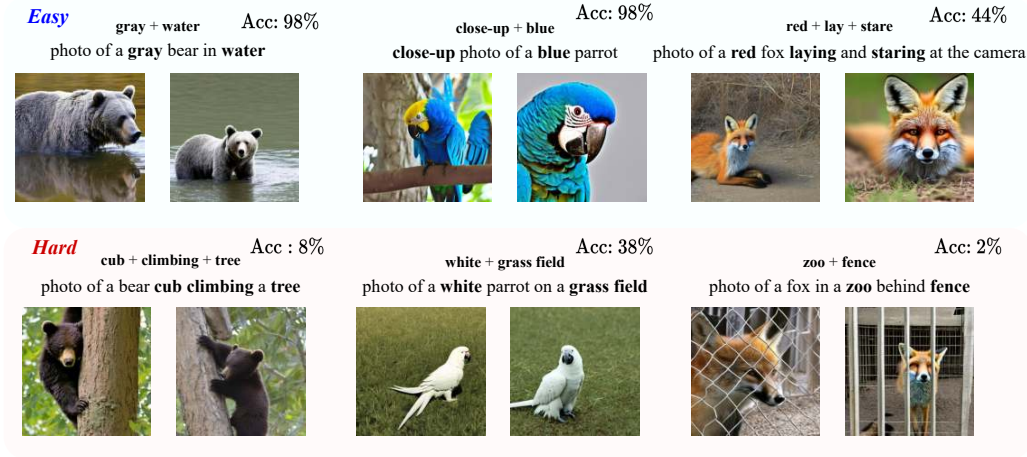 Easy
gray + water
Acc: 98%
photo of a gray bear in water
close-up + blue
Acc: 98%
close-up photo of a blue parrot
red + lay + stare
Acc: 44%
photo of a red fox laying and staring at the camera
Hard
cub + climbing + tree
Acc : 8%
photo of a bear cub climbing a tree
white + grass field
Acc: 38%
photo of a white parrot on a grass field
zoo + fence
Acc: 2%
photo of a fox in a zoo behind fence